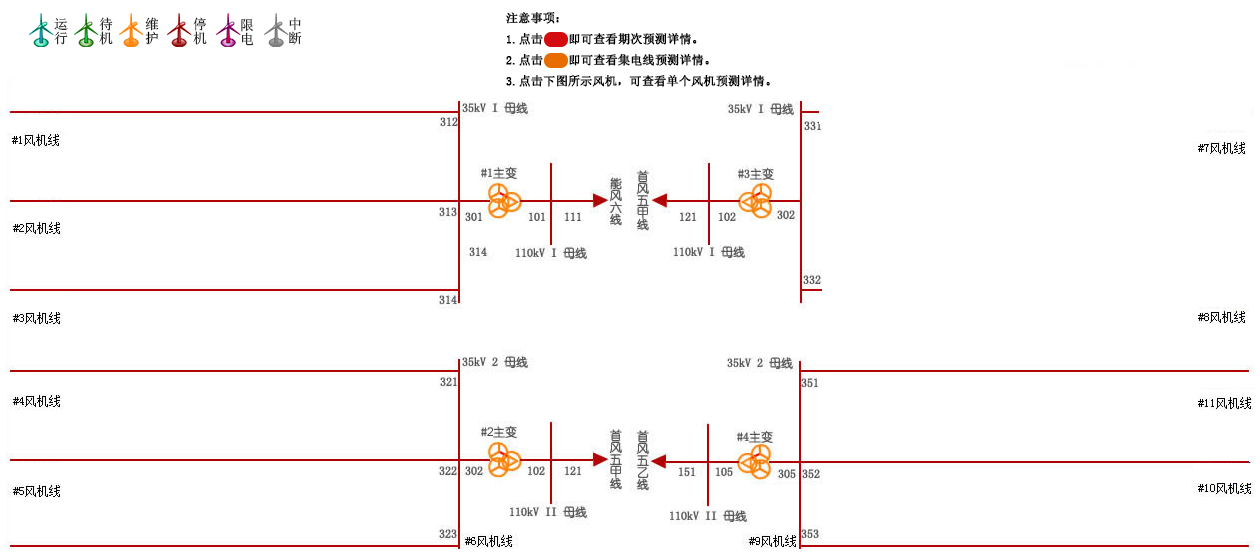 运行
待机
维护
停机
限电
中断
注意事项:
1. 点击 即可查看期次预测详情。
2. 点击 即可查看集电线预测详情。
3. 点击下图所示风机, 可查看单个风机预测详情。
35kV I 母线
35kV I 母线
312
331
#1风机线
#7风机线
#1主变
#3主变
能风六线
首风五甲线
313
301
101
111
121
102
302
#2风机线
314
110kV I 母线
110kV I 母线
332
314
#3风机线
#8风机线
35kV 2 母线
35kV 2 母线
321
351
#4风机线
#11风机线
#2主变
#4主变
首风五甲线
首风五乙线
322
302
102
121
151
105
305
352
#5风机线
#10风机线
110kV II 母线
110kV II 母线
323
#6风机线
#9风机线
353